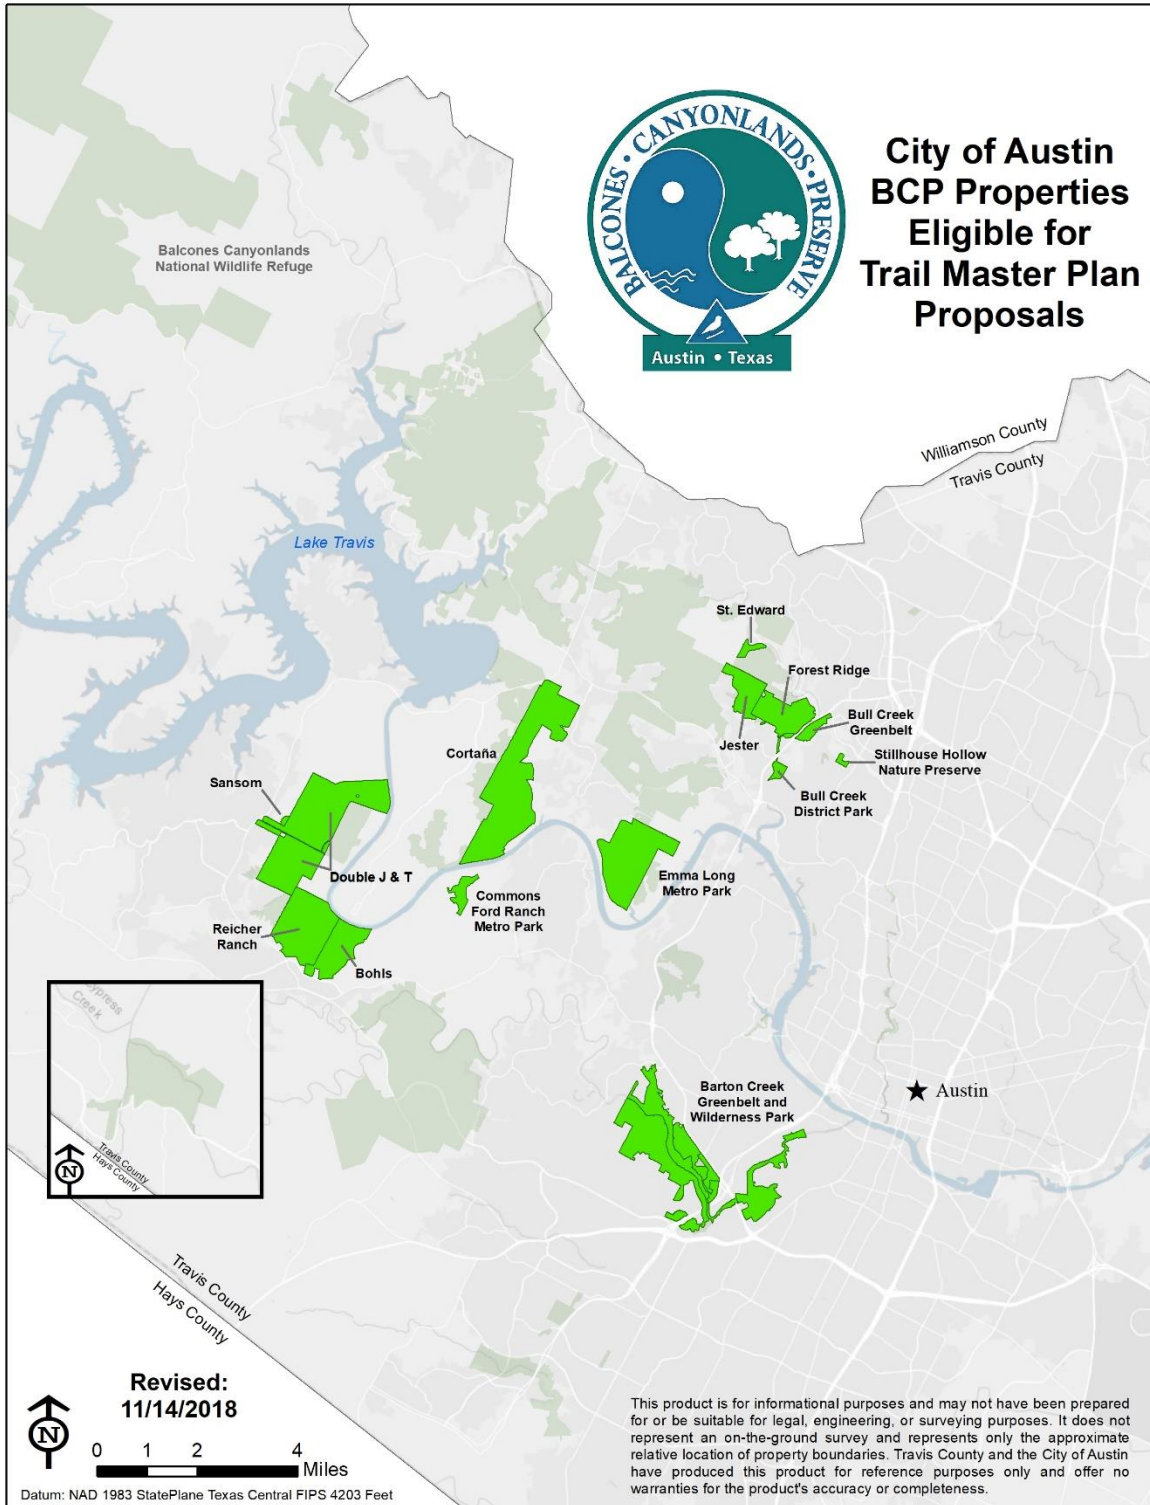 BALCONES • CANYONLANDS • PRESERVE
Austin • Texas
City of Austin
BCP Properties
Eligible for
Trail Master Plan
Proposals
Balcones Canyonlands
National Wildlife Refuge
Williamson County
Travis County
Lake Travis
St. Edward
Forest Ridge
Bull Creek
Greenbelt
Jester
Stillhouse Hollow
Nature Preserve
Bull Creek
District Park
Cortaña
Sansom
Double J & T
Emma Long
Metro Park
Commons
Ford Ranch
Metro Park
Reicher
Ranch
Bohls
Cypress
Creek
Travis County
Hays County
N
Barton Creek
Greenbelt and
Wilderness Park
Austin
Travis County
Hays County
Revised:
11/14/2018
N
0 1 2 4
Miles
Datum: NAD 1983 StatePlane Texas Central FIPS 4203 Feet
This product is for informational purposes and may not have been prepared
for or be suitable for legal, engineering, or surveying purposes. It does not
represent an on-the-ground survey and represents only the approximate
relative location of property boundaries. Travis County and the City of Austin
have produced this product for reference purposes only and offer no
warranties for the product's accuracy or completeness.